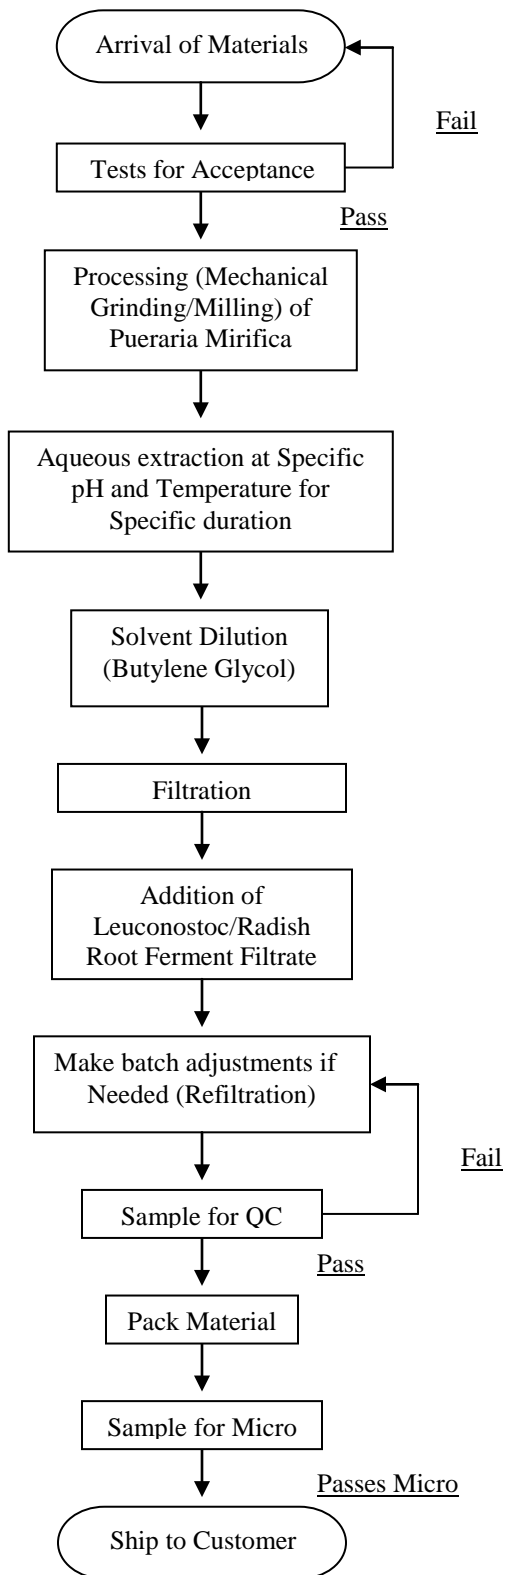 Arrival of Materials
Fail
Tests for Acceptance
Pass
Processing (Mechanical
Grinding/Milling) of
Pueraria Mirifica
Aqueous extraction at Specific
pH and Temperature for
Specific duration
Solvent Dilution
(Butylene Glycol)
Filtration
Addition of
Leuconostoc/Radish
Root Ferment Filtrate
Make batch adjustments if
Needed (Refiltration)
Fail
Sample for QC
Pass
Pack Material
Sample for Micro
Passes Micro
Ship to Customer